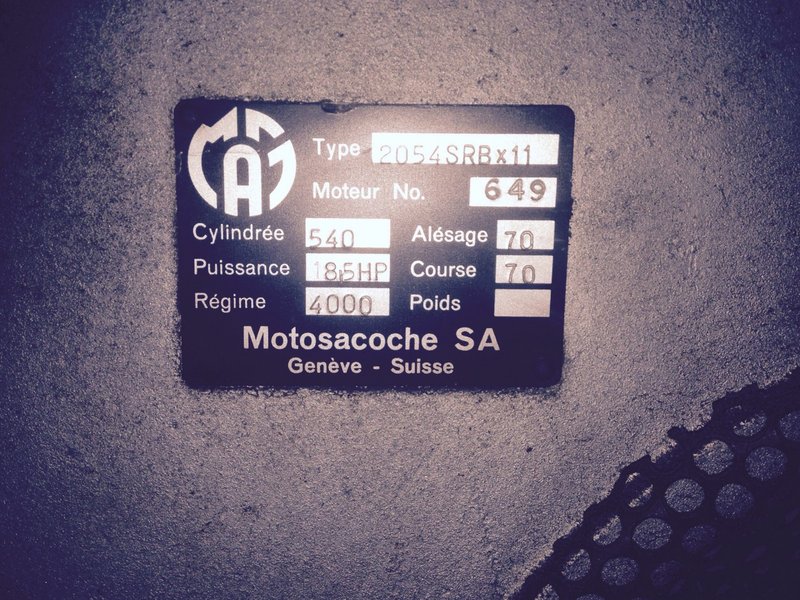 MAG
Type 2054SRBx11
Moteur No. 649
Cylindrée 540 Alésage 70
Puissance 18,5HP Course 70
Régime 4000 Poids
Motosacoche SA
Genève - Suisse